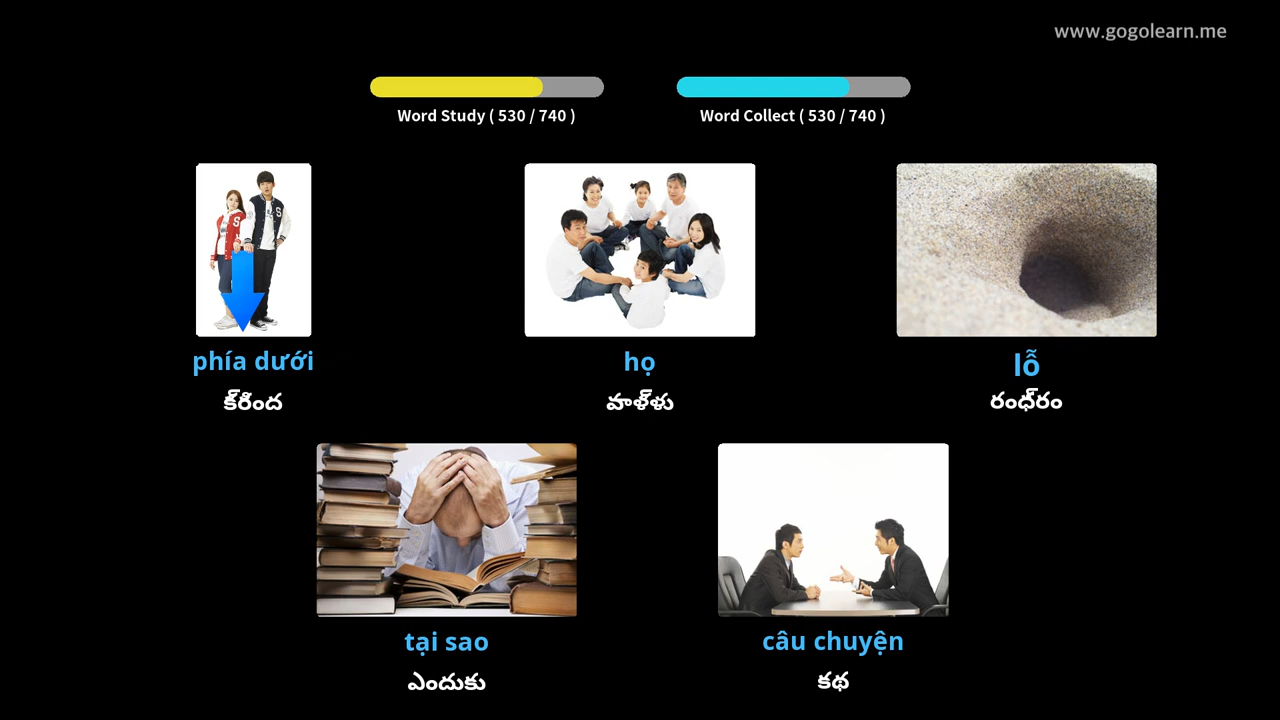 www.gogolearn.me
Word Study ( 530 / 740 )
Word Collect ( 530 / 740 )
phía dưới
క్రింద
họ
వాళ్ళు
lỗ
రంధ్రం
tại sao
ఎందుకు
câu chuyện
కథ